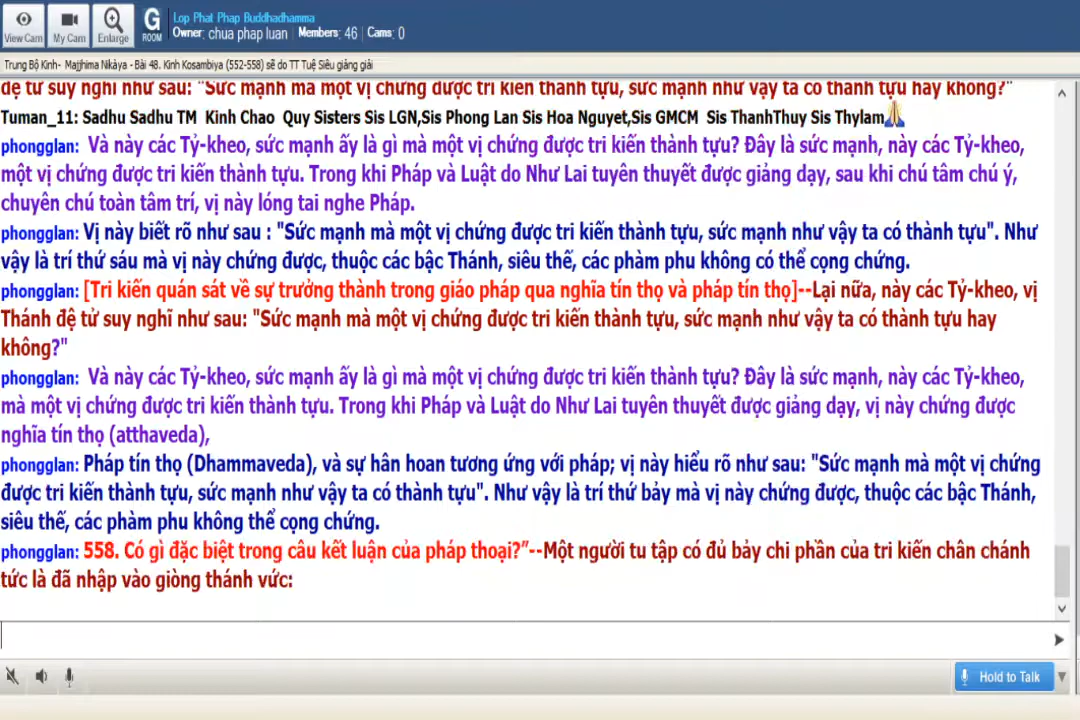 View Cam
My Cam
Enlarge
G
ROOM
Lop Phat Phap Buddhadhamma
Owner: chua phap luan | Members: 46 | Cams: 0
Trung Bộ Kinh- Majjhima Nikàya - Bài 48. Kinh Kosambiya (552-558) sẽ do TT Tuệ Siêu giảng giải
đệ tử suy nghĩ như sau: "Sức mạnh mà một vị chứng được tri kiến thành tựu, sức mạnh như vậy ta có thành tựu hay không?"
Tuman_11: Sadhu Sadhu TM Kinh Chao Quy Sisters Sis LGN,Sis Phong Lan Sis Hoa Nguyet,Sis GMCM Sis ThanhThuy Sis Thylam
phongglan: Và này các Tỷ-kheo, sức mạnh ấy là gì mà một vị chứng được tri kiến thành tựu? Đây là sức mạnh, này các Tỷ-kheo,
một vị chứng được tri kiến thành tựu. Trong khi Pháp và Luật do Như Lai tuyên thuyết được giảng dạy, sau khi chú tâm chú ý,
chuyên chú toàn tâm trí, vị này lóng tai nghe Pháp.
phongglan: Vị này biết rõ như sau : "Sức mạnh mà một vị chứng được tri kiến thành tựu, sức mạnh như vậy ta có thành tựu". Như
vậy là trí thứ sáu mà vị này chứng được, thuộc các bậc Thánh, siêu thế, các phàm phu không có thể cọng chứng.
phongglan: [Tri kiến quán sát về sự trưởng thành trong giáo pháp qua nghĩa tín thọ và pháp tín thọ]--Lại nữa, này các Tỷ-kheo, vị
Thánh đệ tử suy nghĩ như sau: "Sức mạnh mà một vị chứng được tri kiến thành tựu, sức mạnh như vậy ta có thành tựu hay
không?"
phongglan: Và này các Tỷ-kheo, sức mạnh ấy là gì mà một vị chứng được tri kiến thành tựu? Đây là sức mạnh, này các Tỷ-kheo,
mà một vị chứng được tri kiến thành tựu. Trong khi Pháp và Luật do Như Lai tuyên thuyết được giảng dạy, vị này chứng được
nghĩa tín thọ (atthaveda),
phongglan: Pháp tín thọ (Dhammaveda), và sự hân hoan tương ứng với pháp; vị này hiểu rõ như sau: "Sức mạnh mà một vị chứng
được tri kiến thành tựu, sức mạnh như vậy ta có thành tựu". Như vậy là trí thứ bảy mà vị này chứng được, thuộc các bậc Thánh,
siêu thế, các phàm phu không thể cọng chứng.
phongglan: 558. Có gì đặc biệt trong câu kết luận của pháp thoại?”--Một người tu tập có đủ bảy chi phần của tri kiến chân chánh
tức là đã nhập vào giòng thánh vức:
Hold to Talk